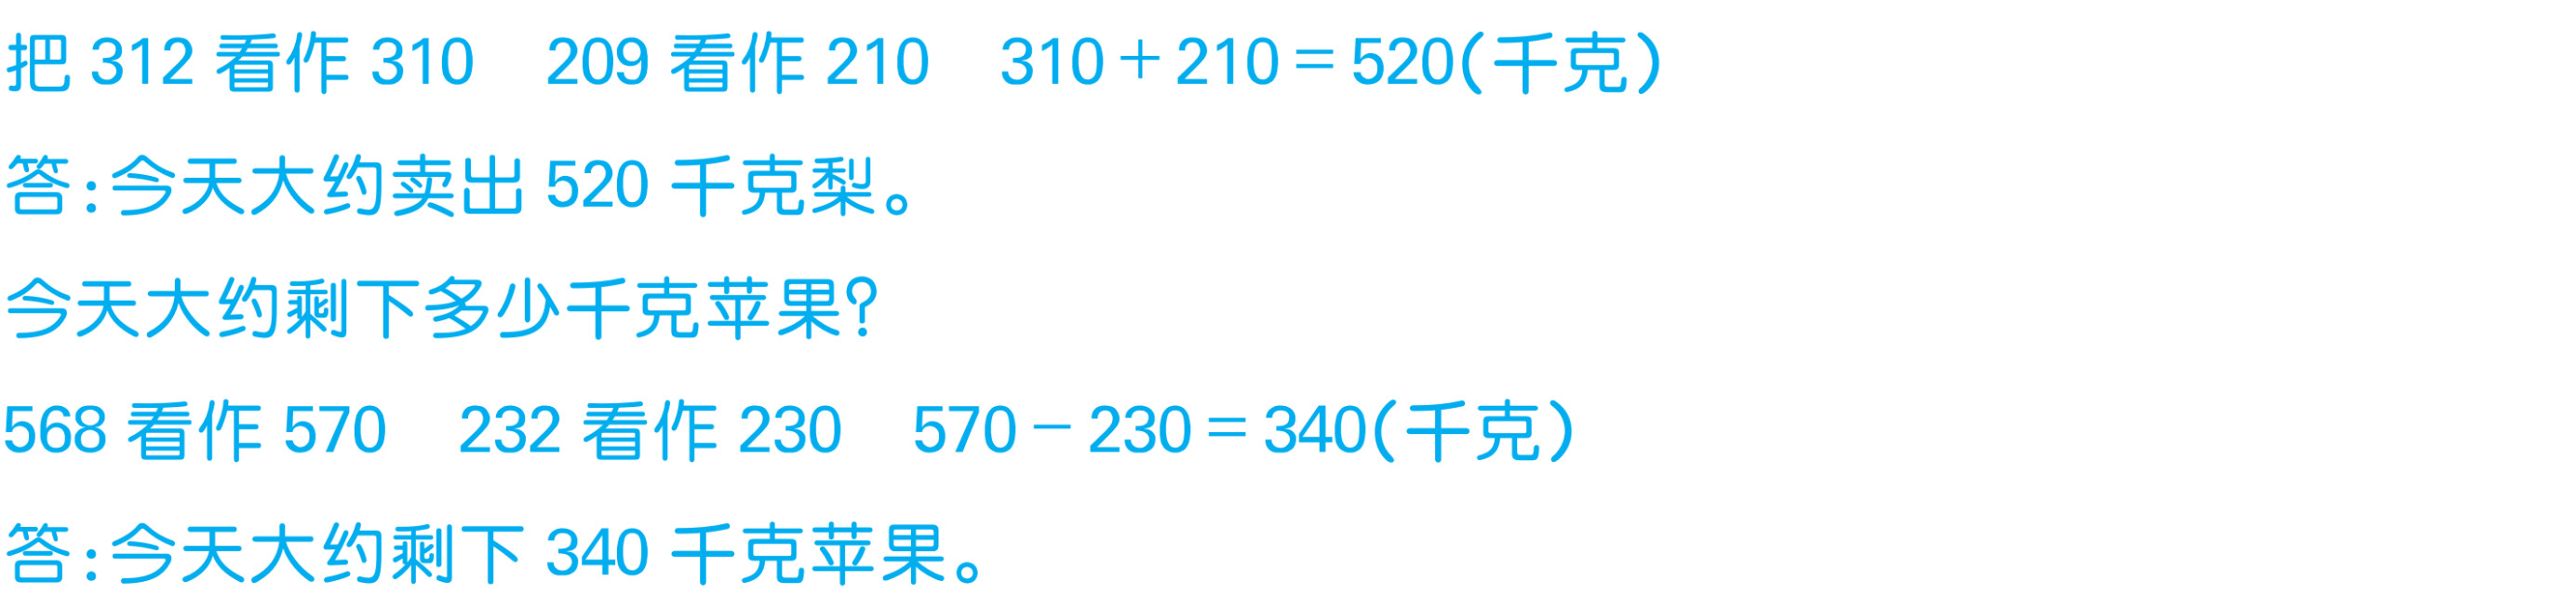 把 312 看作 310  209 看作 210  310 + 210 = 520(千克)
答:今天大约卖出 520 千克梨。
今天大约剩下多少千克苹果?
568 看作 570  232 看作 230  570 - 230 = 340(千克)
答:今天大约剩下 340 千克苹果。